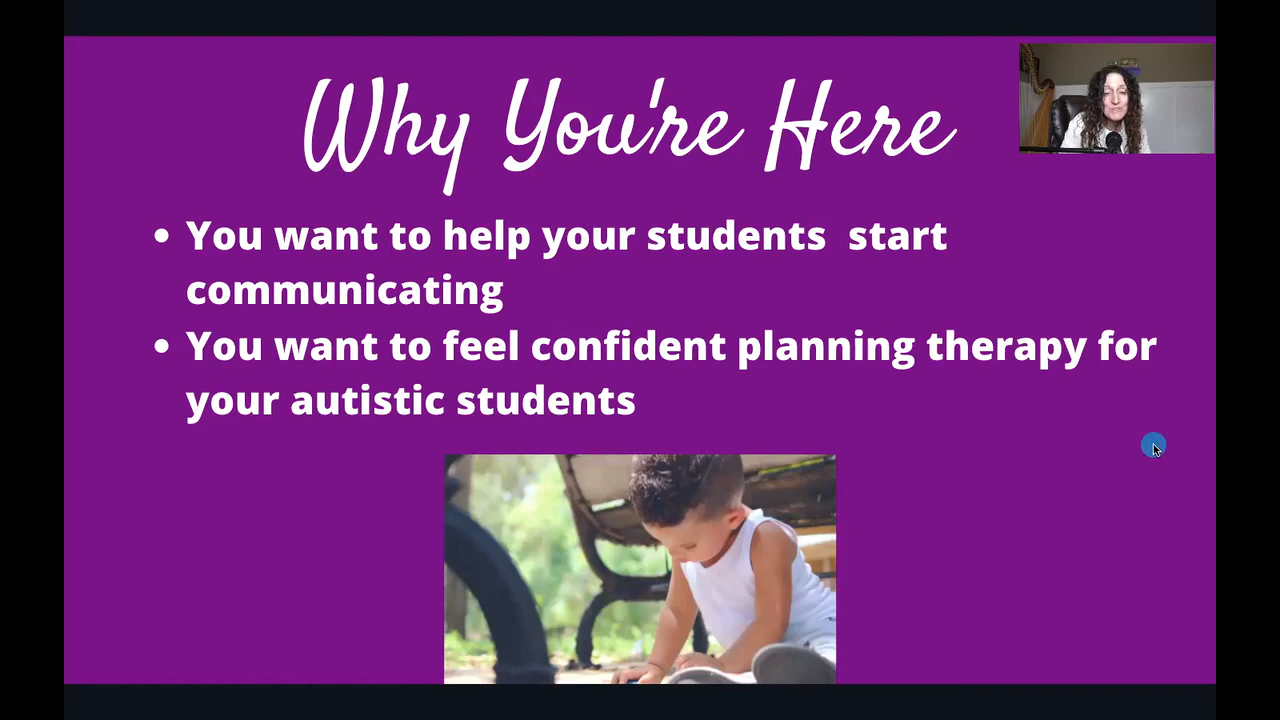 Why You're Here
• You want to help your students  start
communicating
• You want to feel confident planning therapy for
your autistic students